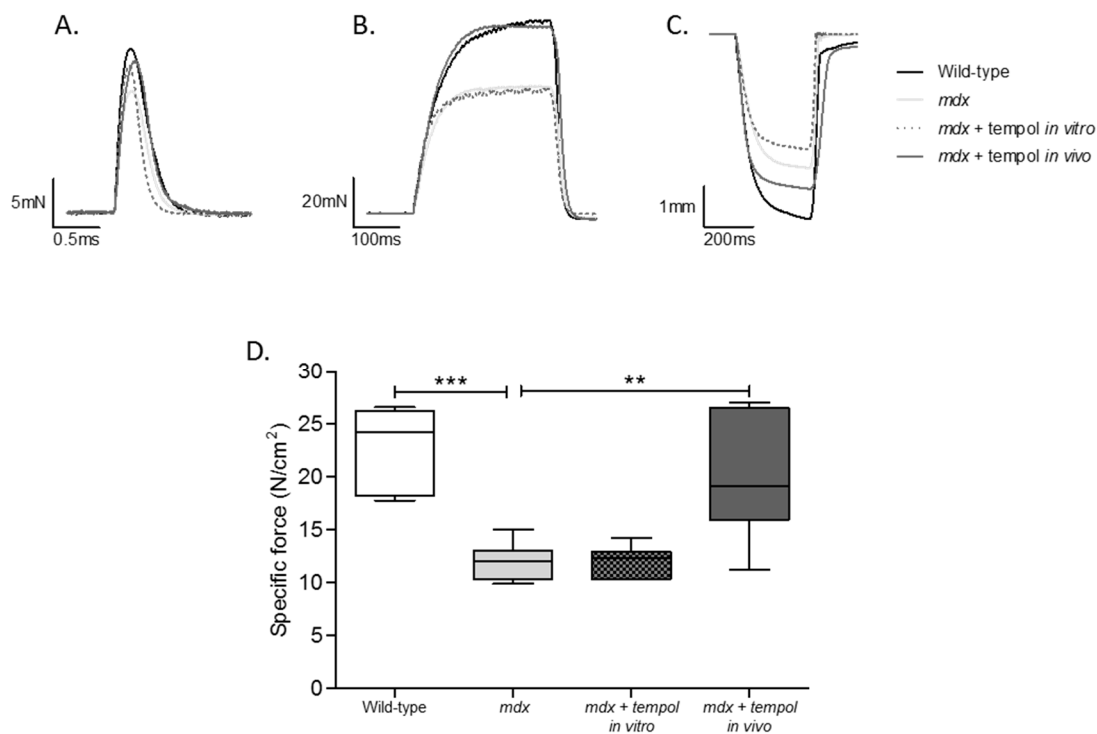 A.
B.
C.
5mN
0.5ms
20mN
100ms
1mm
200ms
Wild-type
mdx
mdx + tempol in vitro
mdx + tempol in vivo
D.
Specific force (N/cm²)
30
25
20
15
10
5
0
***
**
Wild-type
mdx
mdx + tempol
in vitro
mdx + tempol
in vivo